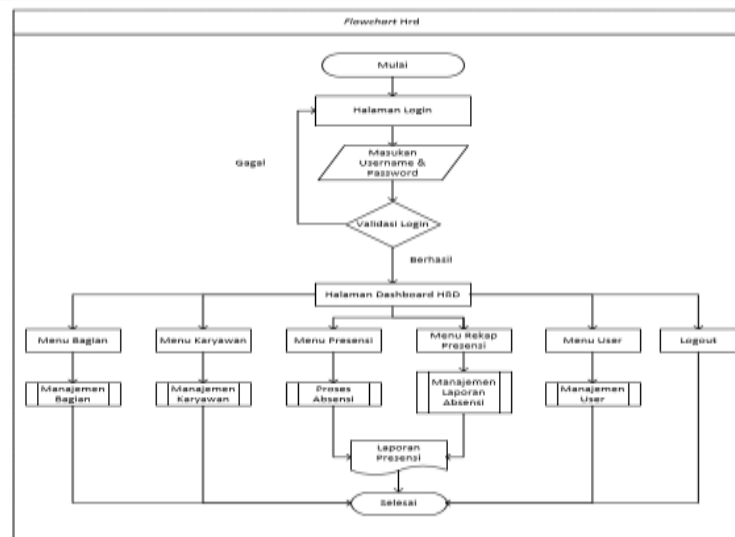 Flowchart Hrd
Mulai
Halaman Login
Masukan
Username &
Password
Gagal
Validasi Login
Berhasil
Halaman Dashboard HRD
Menu Bagian
Menu Karyawan
Menu Presensi
Menu Rekap
Presensi
Menu User
Logout
Manajemen
Bagian
Manajemen
Karyawan
Proses
Absensi
Manajemen
Laporan
Absensi
Manajemen
User
Laporan
Presensi
Selesai